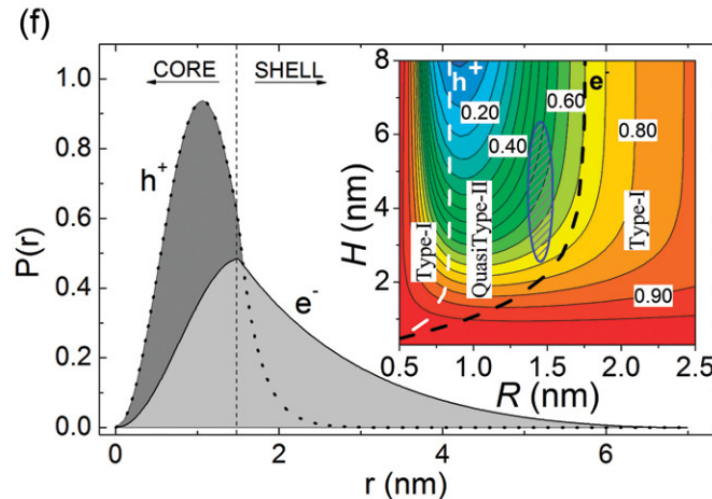 (f)
CORE SHELL
h+
e-
P(r)
1.0
0.8
0.6
0.4
0.2
0.0
0 2 4 6
r (nm)
h+ e-
0.20 0.40 0.60 0.80 0.90
Type-I
QuasiType-II
Type-I
H (nm)
8
6
4
2
0.5 1.0 1.5 2.0 2.5
R (nm)